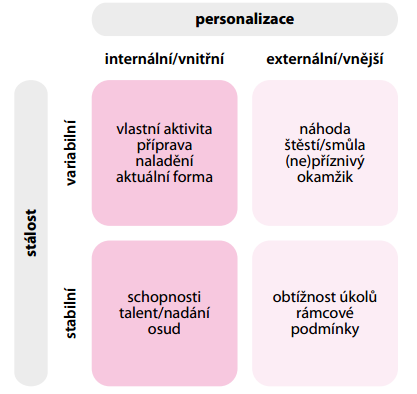 personalizace
internální/vnitřní
externální/vnější
stálost
variabilní
vlastní aktivita
příprava
naladění
aktuální forma
náhoda
štěstí/smůla
(ne)příznivý
okamžik
stabilní
schopnosti
talent/nadání
osud
obtížnost úkolů
rámcové
podmínky